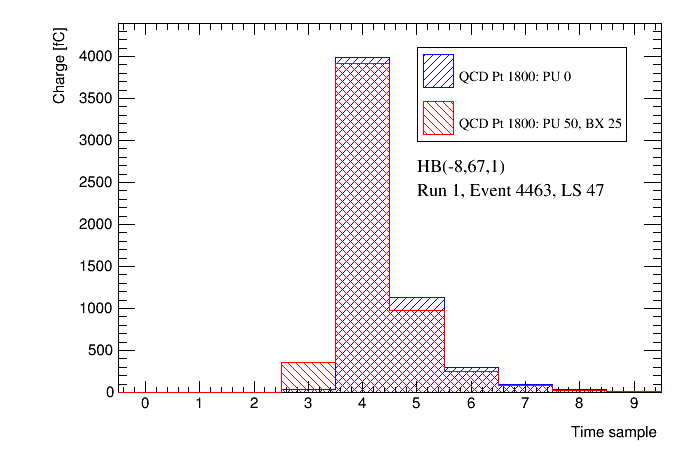 Charge [fC]
4000
3500
3000
2500
2000
1500
1000
500
0
QCD Pt 1800: PU 0
QCD Pt 1800: PU 50, BX 25
HB(-8,67,1)
Run 1, Event 4463, LS 47
0 1 2 3 4 5 6 7 8 9
Time sample